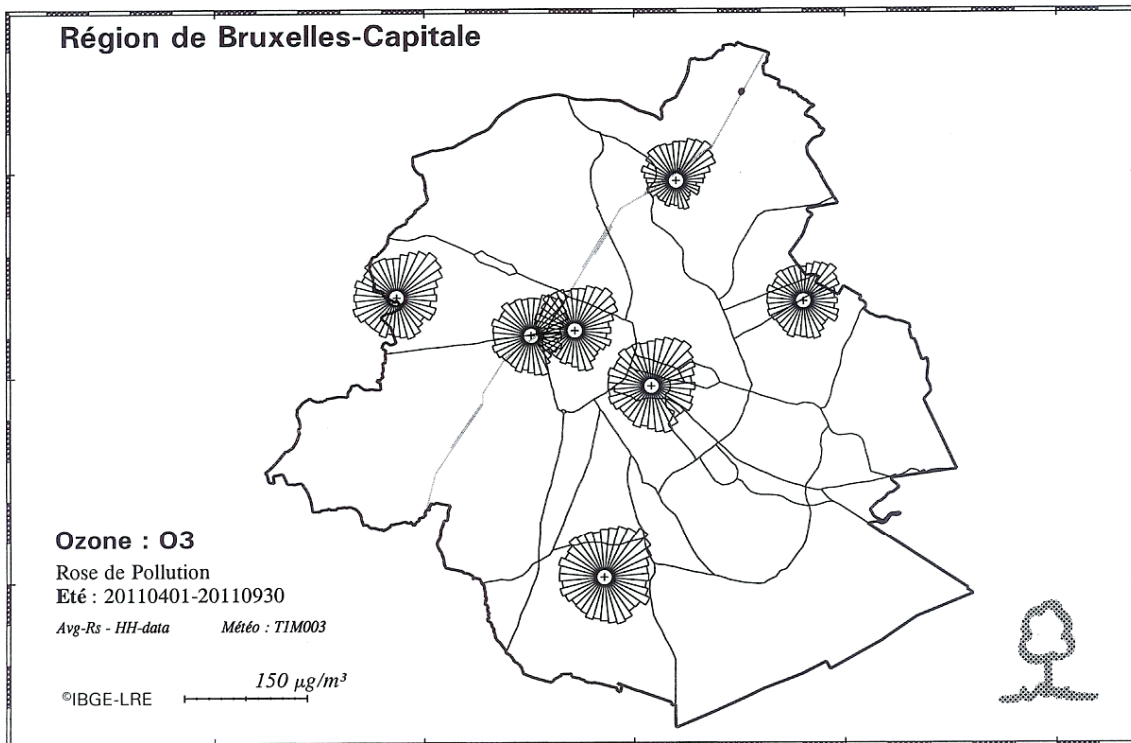 Région de Bruxelles-Capitale
Ozone : O3
Rose de Pollution
Eté : 20110401-20110930
Avg-Rs - HH-data Météo : T1M003
150 µg/m³
©IBGE-LRE